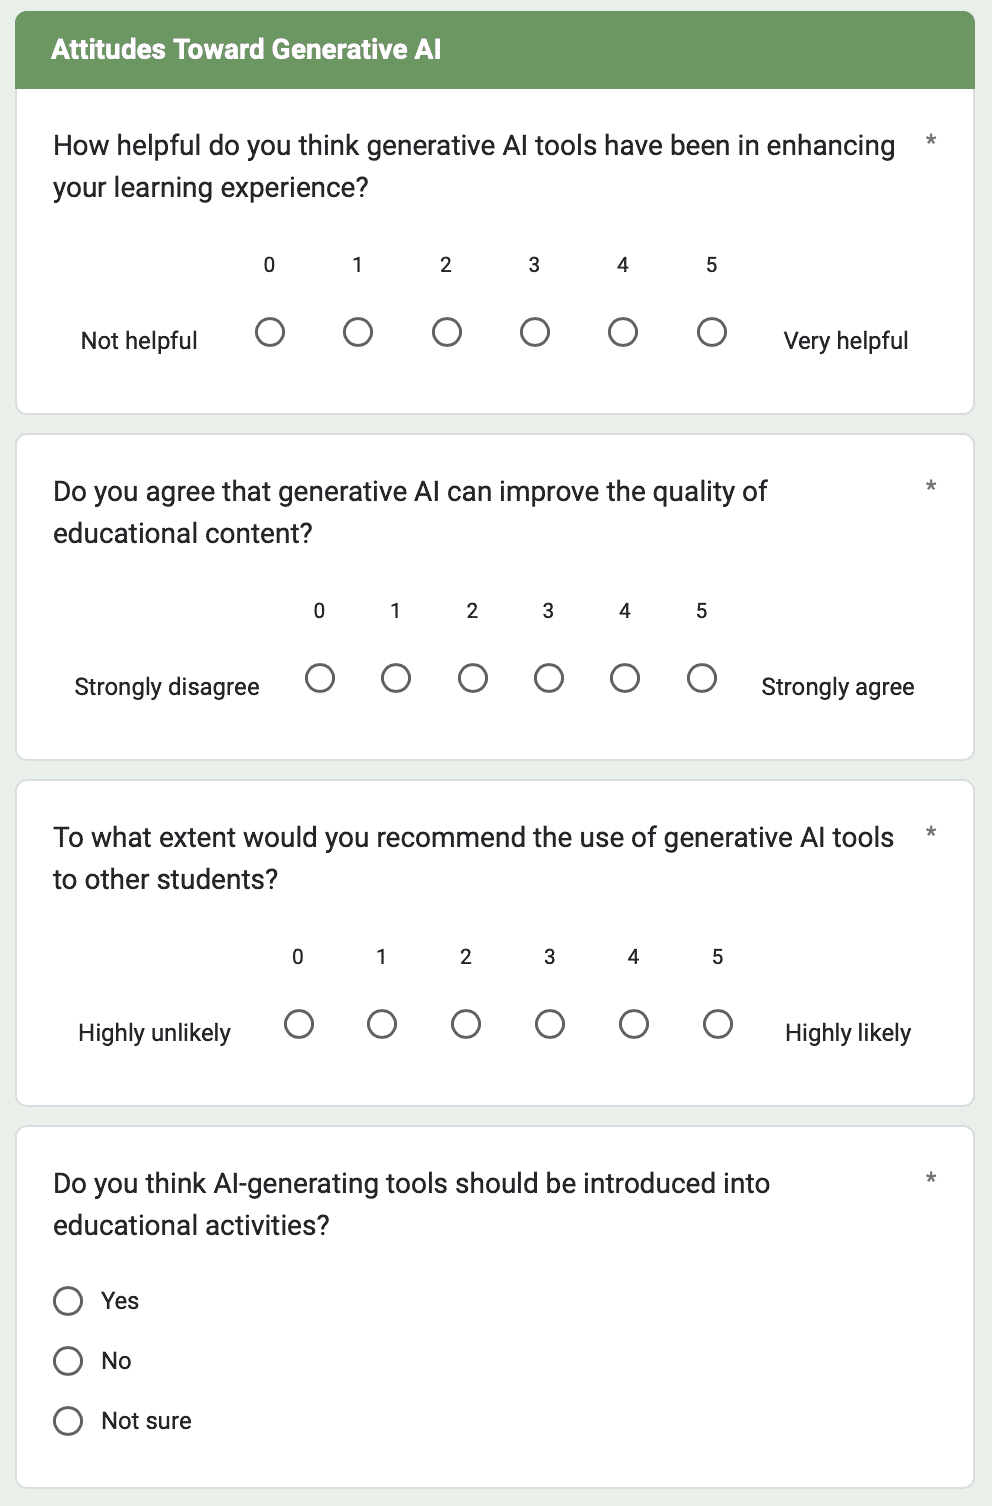 Attitudes Toward Generative AI
How helpful do you think generative AI tools have been in enhancing *
your learning experience?
0 1 2 3 4 5
Not helpful Very helpful
Do you agree that generative AI can improve the quality of *
educational content?
0 1 2 3 4 5
Strongly disagree Strongly agree
To what extent would you recommend the use of generative AI tools *
to other students?
0 1 2 3 4 5
Highly unlikely Highly likely
Do you think AI-generating tools should be introduced into *
educational activities?
Yes
No
Not sure